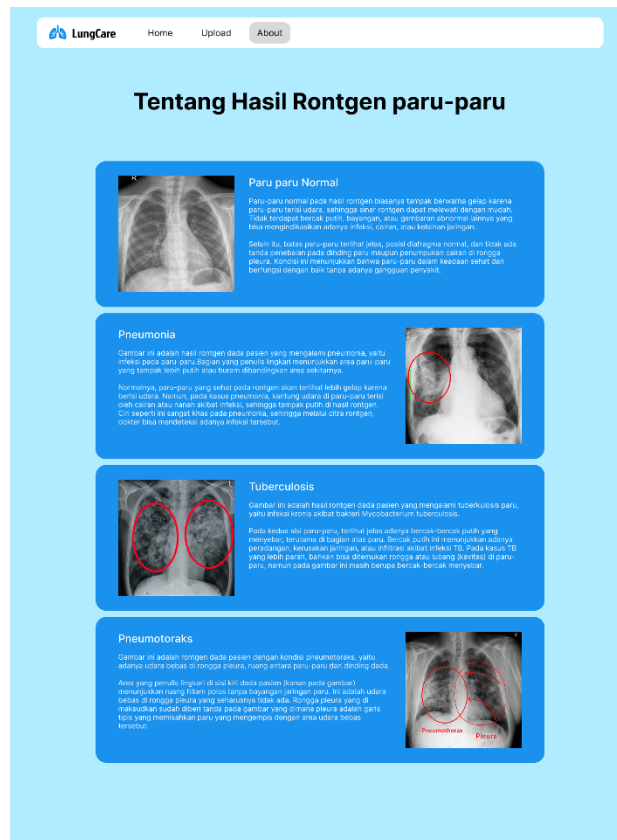 LungCare
Home
Upload
About
Tentang Hasil Rontgen paru-paru
R
Paru paru Normal
Paru-paru normal pada hasil rontgen biasanya tampak berwarna gelap karena
paru-paru terisi udara, sehingga sinar rontgen dapat melewati dengan mudah.
Tidak terdapat bercak putih, bayangan, atau gambaran abnormal lainnya yang
bisa mengindikasikan adanya infeksi, cairan, atau kelainan jaringan.
Selain itu, batas paru-paru terlihat jelas, posisi diafragma normal, dan tidak ada
tanda penebalan pada dinding paru maupun penumpukan cairan di rongga
pleura. Kondisi ini menunjukkan bahwa paru-paru dalam keadaan sehat dan
berfungsi dengan baik tanpa adanya gangguan penyakit.
Pneumonia
Gambar ini adalah hasil rontgen dada pasien yang mengalami pneumonia, yaitu
infeksi pada paru-paru.Bagian yang penulis lingkari menunjukkan area paru-paru
yang tampak lebih putih atau buram dibandingkan area sekitarnya.
Normalnya, paru-paru yang sehat pada rontgen akan terlihat lebih gelap karena
berisi udara. Namun, pada kasus pneumonia, kantung udara di paru-paru terisi
oleh cairan atau nanah akibat infeksi, sehingga tampak putih di hasil rontgen.
Ciri seperti ini sangat khas pada pneumonia, sehingga melalui citra rontgen,
dokter bisa mendeteksi adanya infeksi tersebut.
L
Tuberculosis
Gambar ini adalah hasil rontgen dada pasien yang mengalami tuberkulosis paru,
yaitu infeksi kronis akibat bakteri Mycobacterium tuberculosis.
Pada kedua sisi paru-paru, terlihat jelas adanya bercak-bercak putih yang
menyebar, terutama di bagian atas paru. Bercak putih ini menunjukkan adanya
peradangan, kerusakan jaringan, atau infiltrasi akibat infeksi TB. Pada kasus TB
yang lebih parah, bahkan bisa ditemukan rongga atau lubang (kavitas) di paru-
paru, namun pada gambar ini masih berupa bercak-bercak menyebar.
Pneumotoraks
Gambar ini adalah rontgen dada pasien dengan kondisi pneumotoraks, yaitu
adanya udara bebas di rongga pleura, ruang antara paru-paru dan dinding dada.
Area yang penulis lingkari di sisi kiri dada pasien (kanan pada gambar)
menunjukkan ruang hitam polos tanpa bayangan jaringan paru. Ini adalah udara
bebas di rongga pleura yang seharusnya tidak ada. Rongga pleura yang di
maksudkan sudah diberi tanda pada gambar yang dimana pleura adalah garis
tipis yang memisahkan paru yang mengempis dengan area udara bebas
tersebut.
Pneumothorax
Pleura